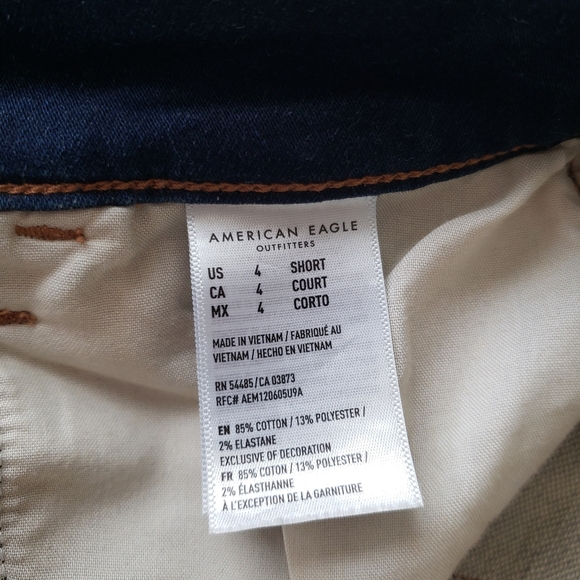 AMERICAN EAGLE
OUTFITTERS
US 4 SHORT
CA 4 COURT
MX 4 CORTO
MADE IN VIETNAM / FABRIQUÉ AU
VIETNAM / HECHO EN VIETNAM
RN 54485/CA 03873
RFC# AEM120605U9A
EN 85% COTTON / 13% POLYESTER /
2% ELASTANE
EXCLUSIVE OF DECORATION
FR 85% COTON / 13% POLYESTER /
2% ÉLASTHANNE
À L'EXCEPTION DE LA GARNITURE